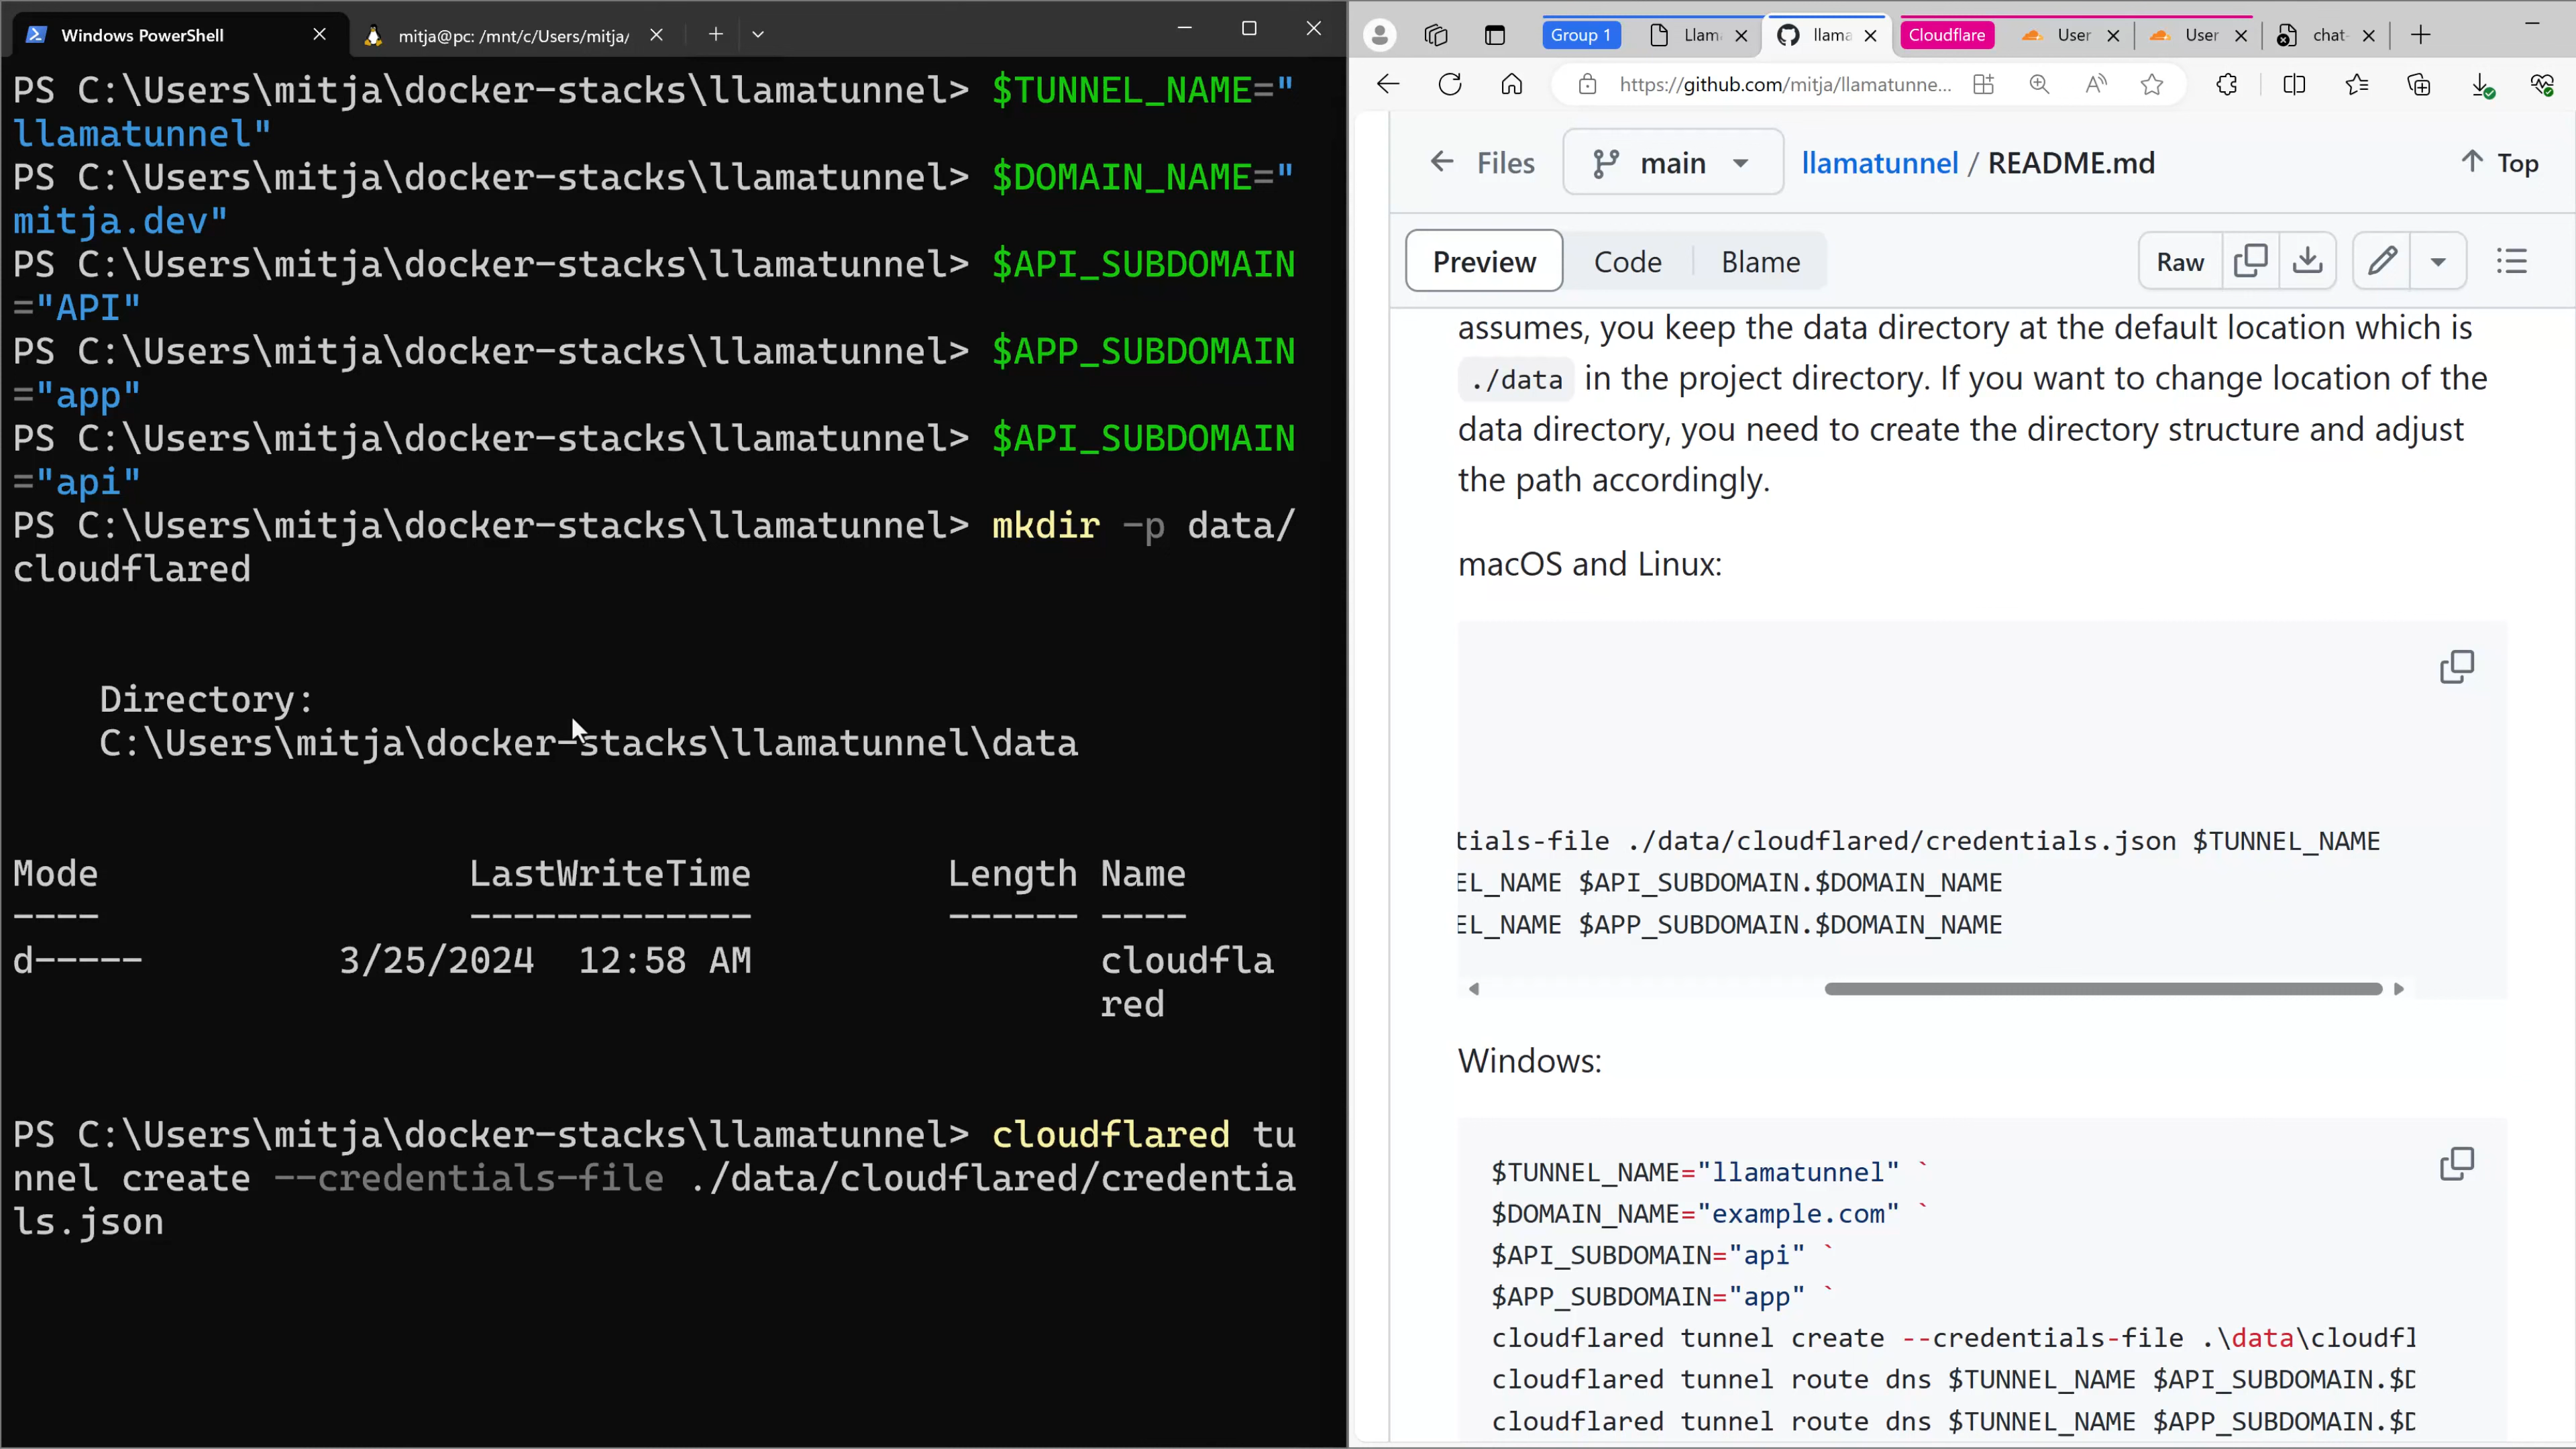 Windows PowerShell
mitja@pc: /mnt/c/Users/mitja/
PS C:\Users\mitja\docker-stacks\llamatunnel> $TUNNEL_NAME="
llamatunnel"
PS C:\Users\mitja\docker-stacks\llamatunnel> $DOMAIN_NAME="
mitja.dev"
PS C:\Users\mitja\docker-stacks\llamatunnel> $API_SUBDOMAIN
="API"
PS C:\Users\mitja\docker-stacks\llamatunnel> $APP_SUBDOMAIN
="app"
PS C:\Users\mitja\docker-stacks\llamatunnel> $API_SUBDOMAIN
="api"
PS C:\Users\mitja\docker-stacks\llamatunnel> mkdir -p data/
cloudflared
Directory:
C:\Users\mitja\docker-stacks\llamatunnel\data
Mode LastWriteTime Length Name
---- ------------- ------ ----
d----- 3/25/2024 12:58 AM cloudfla
red
PS C:\Users\mitja\docker-stacks\llamatunnel> cloudflared tu
nnel create --credentials-file ./data/cloudflared/credentia
ls.json
Group 1 Llam llama Cloudflare User User chat
https://github.com/mitja/llamatunne...
Files main llamatunnel / README.md Top
Preview Code Blame Raw
assumes, you keep the data directory at the default location which is
./data in the project directory. If you want to change location of the
data directory, you need to create the directory structure and adjust
the path accordingly.
macOS and Linux:
tials-file ./data/cloudflared/credentials.json $TUNNEL_NAME
EL_NAME $API_SUBDOMAIN.$DOMAIN_NAME
EL_NAME $APP_SUBDOMAIN.$DOMAIN_NAME
Windows:
$TUNNEL_NAME="llamatunnel" `
$DOMAIN_NAME="example.com" `
$API_SUBDOMAIN="api" `
$APP_SUBDOMAIN="app" `
cloudflared tunnel create --credentials-file .\data\cloudfl
cloudflared tunnel route dns $TUNNEL_NAME $API_SUBDOMAIN.$D
cloudflared tunnel route dns $TUNNEL_NAME $APP_SUBDOMAIN.$D